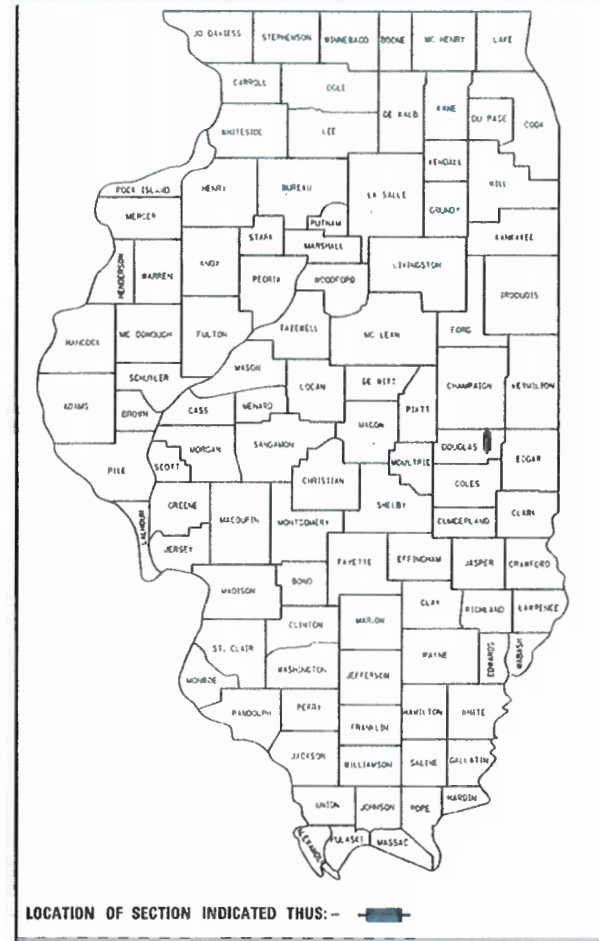 JO DAVIESS STEPHENSON WINNEBAGO BOONE MC HENRY LAKE
CARROLL OGLE
DE KALB KANE DU PAGE COOK
WHITESIDE LEE
KENDALL WILL
ROCK ISLAND HENRY BUREAU LA SALLE
MERCER PUTNAM GRUNDY
STARK MARSHALL KANKAKEE
HENDERSON WARREN KNOX PEORIA WOODFORD LIVINGSTON
IROQUOIS
HANCOCK MC DONOUGH FULTON TAZEWELL MC LEAN FORD
MASON
SCHUYLER LOGAN DE WITT CHAMPAIGN VERMILION
ADAMS BROWN CASS MENARD PIATT
MACON
PIKE SCOTT MORGAN SANGAMON MOULTRIE DOUGLAS EDGAR
CHRISTIAN COLES
GREENE MACOUPIN MONTGOMERY SHELBY CUMBERLAND CLARK
CALHOUN JERSEY
FAYETTE EFFINGHAM JASPER CRAWFORD
MADISON BOND
CLAY RICHLAND LAWRENCE
CLINTON MARION
ST. CLAIR WAYNE EDWARDS WABASH
WASHINGTON JEFFERSON
MONROE
RANDOLPH PERRY HAMILTON WHITE
FRANKLIN
JACKSON WILLIAMSON SALINE GALLATIN
UNION JOHNSON POPE HARDIN
ALEXANDER PULASKI MASSAC
LOCATION OF SECTION INDICATED THUS: –